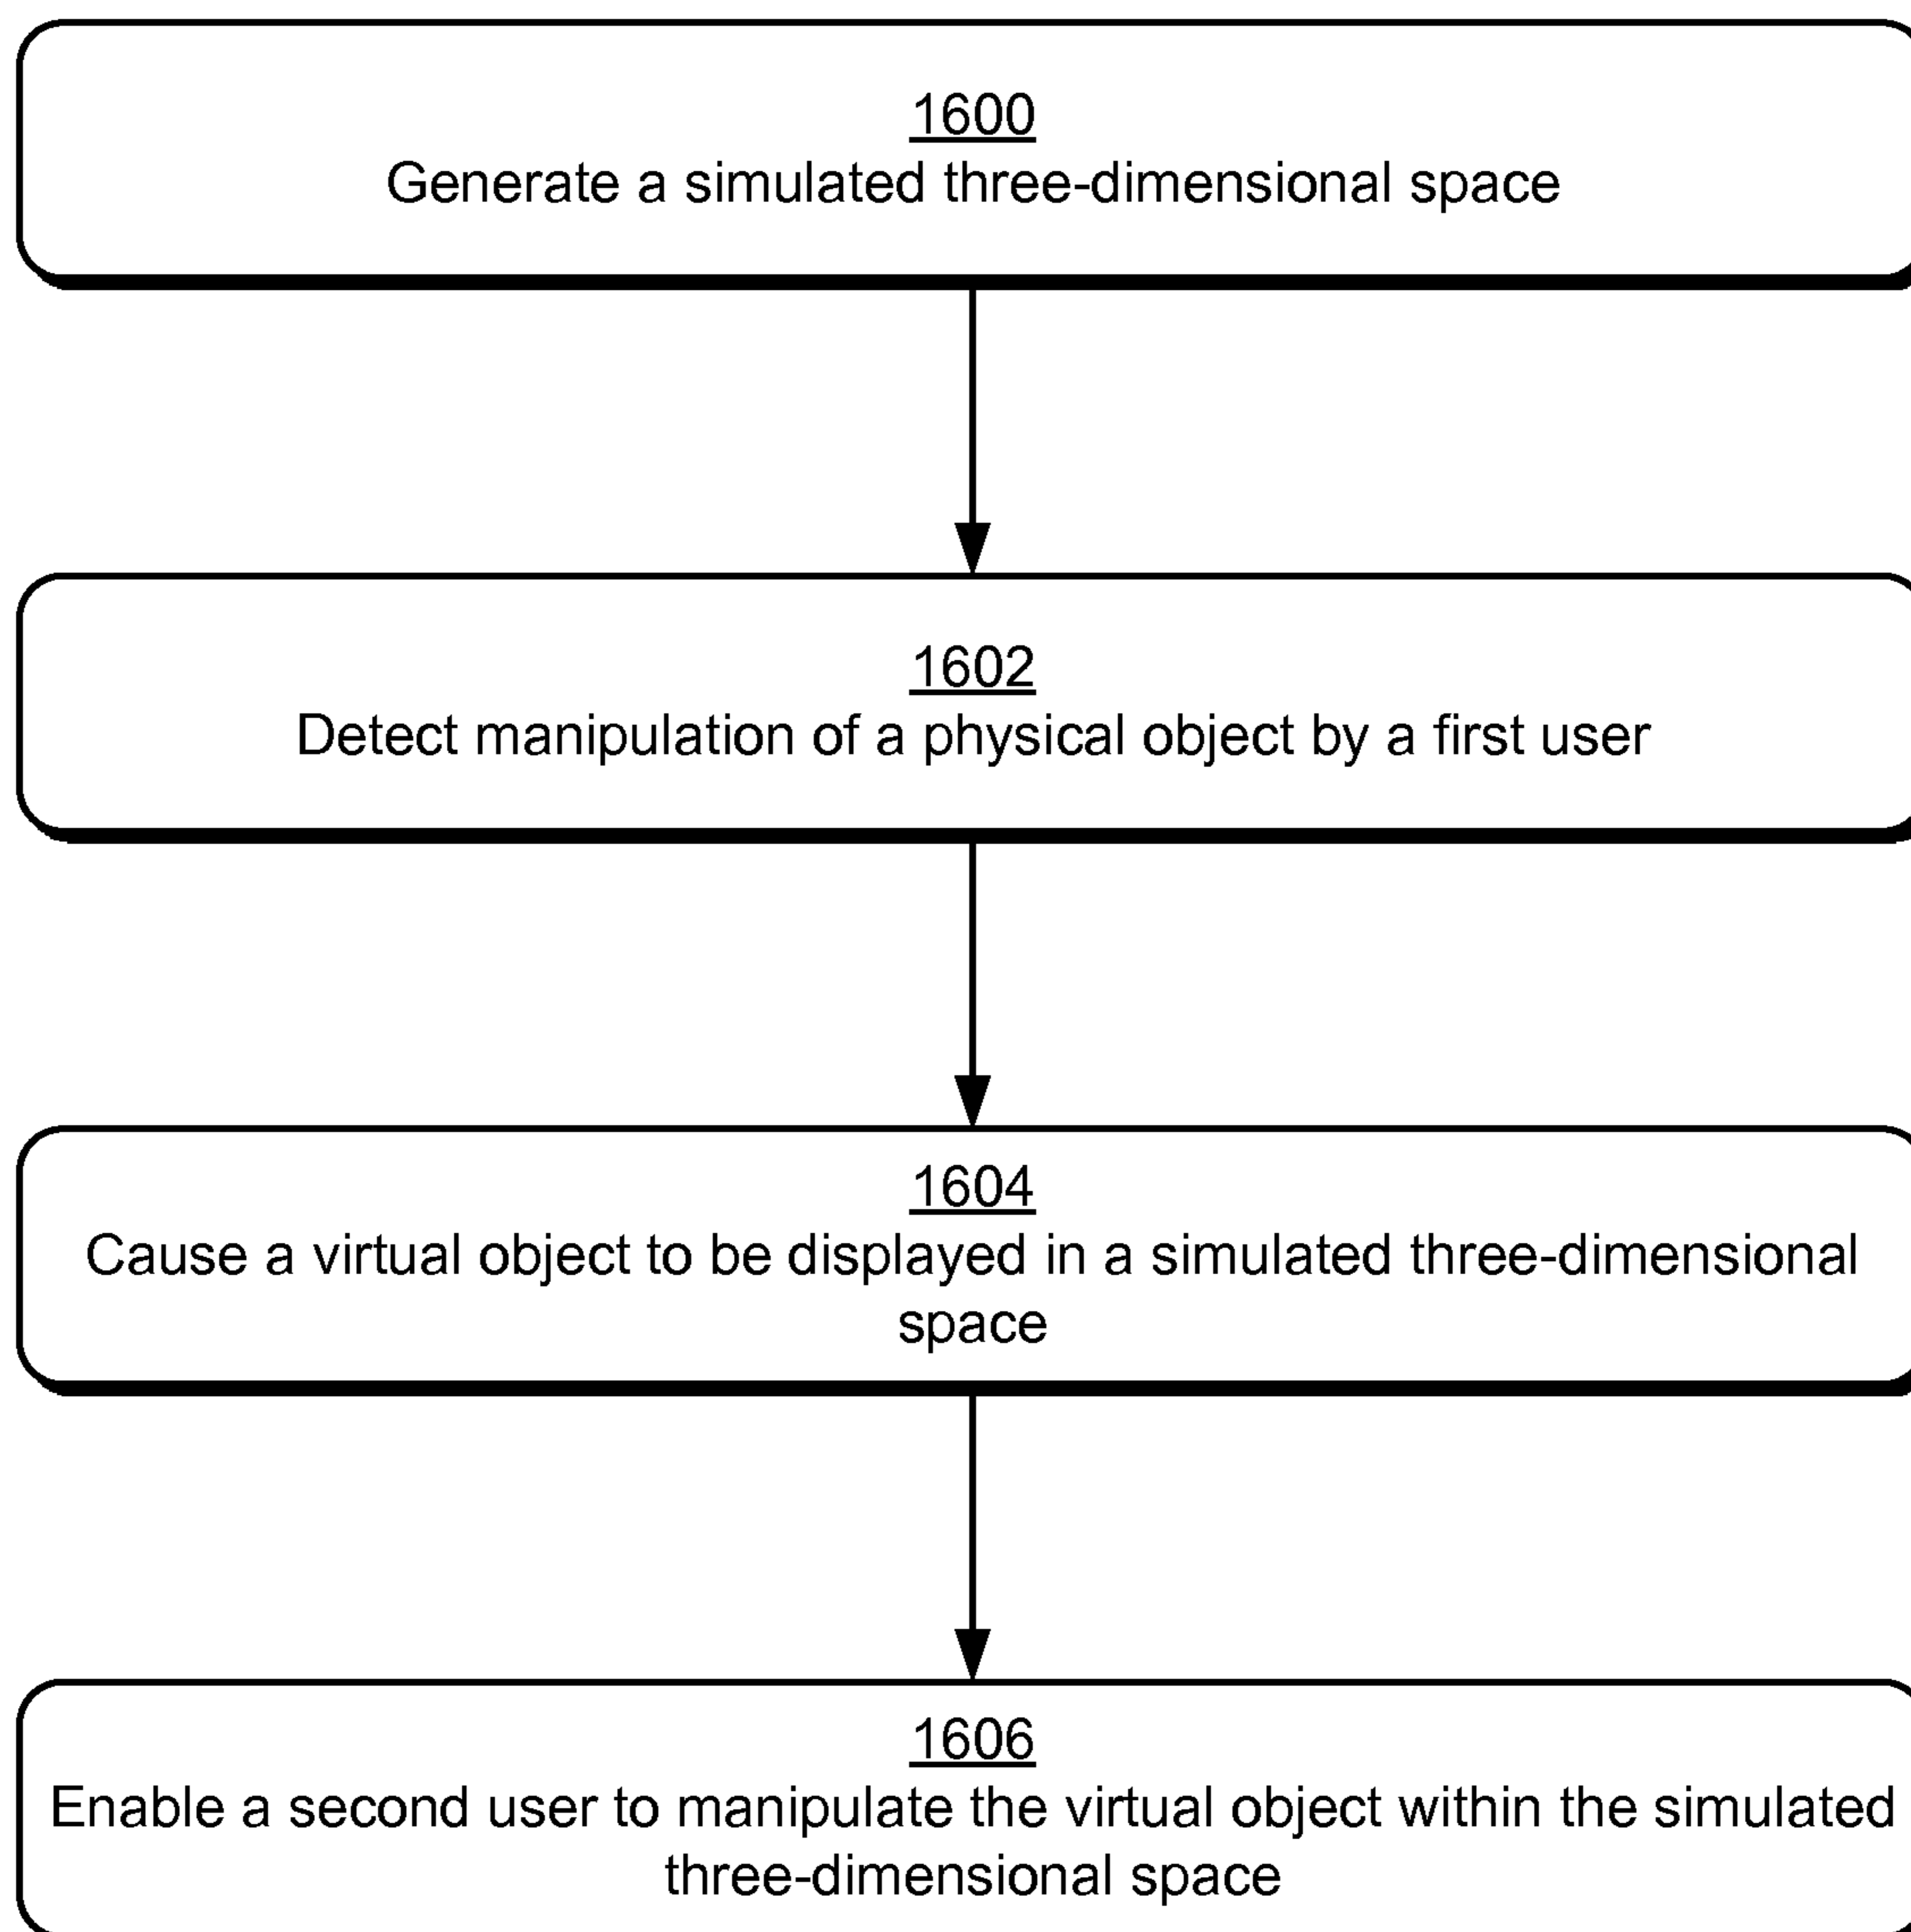 1600
Generate a simulated three-dimensional space
1602
Detect manipulation of a physical object by a first user
1604
Cause a virtual object to be displayed in a simulated three-dimensional
space
1606
Enable a second user to manipulate the virtual object within the simulated
three-dimensional space